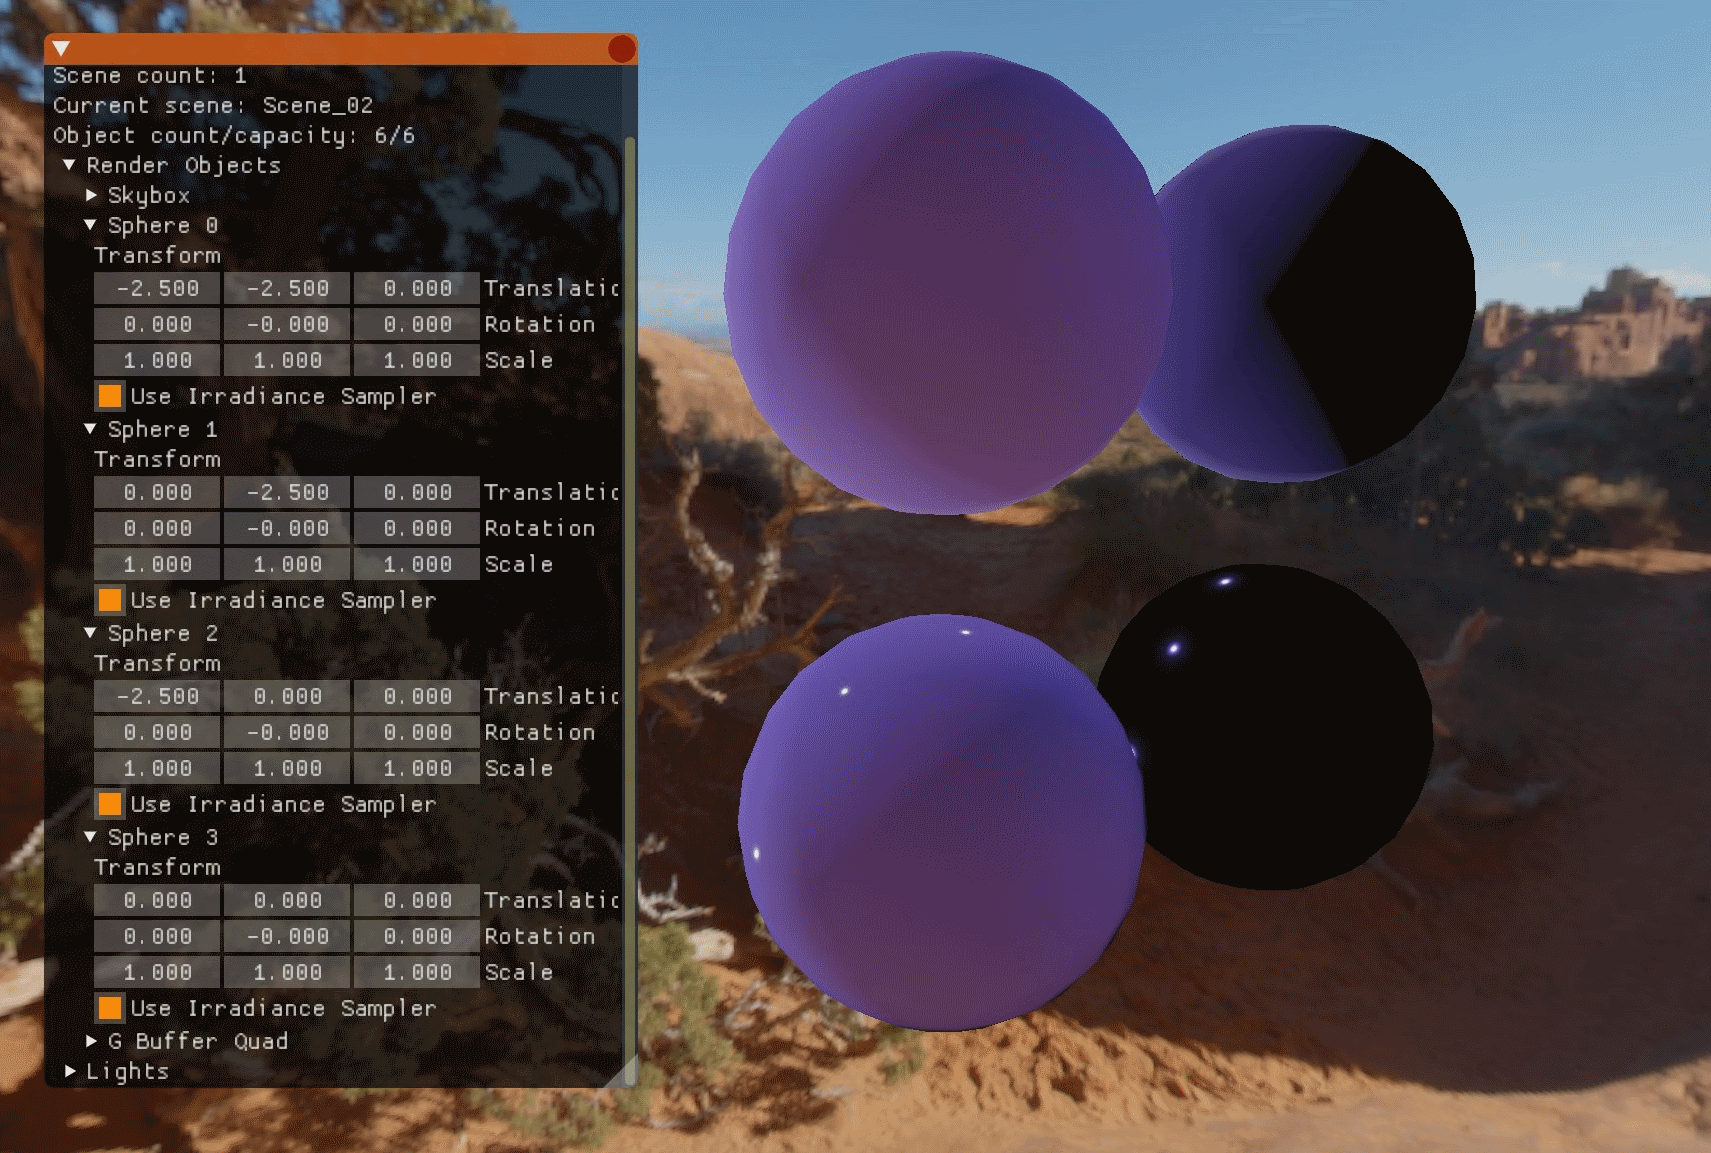 Scene count: 1
Current scene: Scene_02
Object count/capacity: 6/6
Render Objects
Skybox
Sphere 0
Transform
-2.500 -2.500 0.000 Translatic
0.000 -0.000 0.000 Rotation
1.000 1.000 1.000 Scale
Use Irradiance Sampler
Sphere 1
Transform
0.000 -2.500 0.000 Translatic
0.000 -0.000 0.000 Rotation
1.000 1.000 1.000 Scale
Use Irradiance Sampler
Sphere 2
Transform
-2.500 0.000 0.000 Translatic
0.000 -0.000 0.000 Rotation
1.000 1.000 1.000 Scale
Use Irradiance Sampler
Sphere 3
Transform
0.000 0.000 0.000 Translatic
0.000 -0.000 0.000 Rotation
1.000 1.000 1.000 Scale
Use Irradiance Sampler
G Buffer Quad
Lights